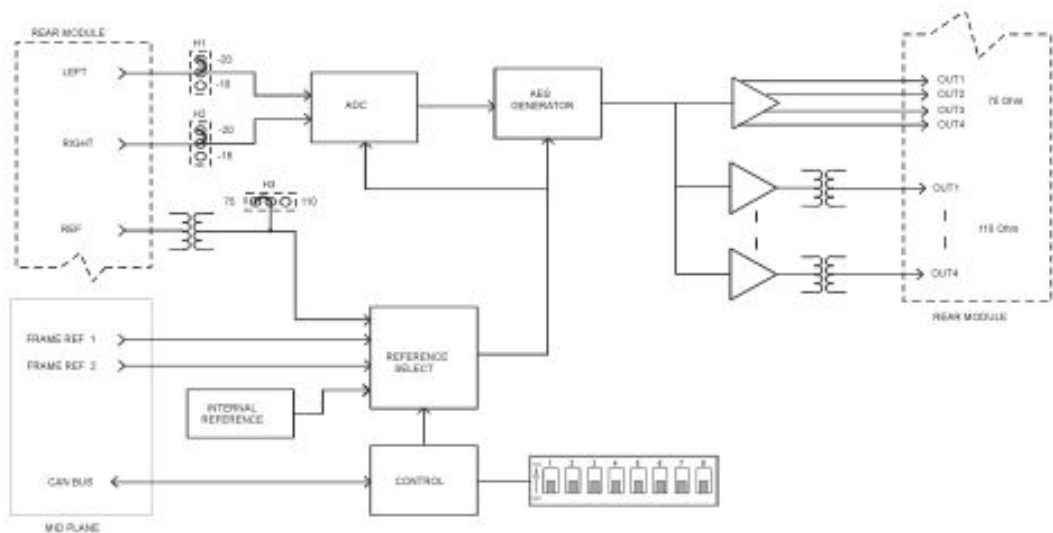 REAR MODULE
H1
LEFT
-20
-18
ADC
AES
GENERATOR
OUT1
OUT2
OUT3
OUT4
75 Ohm
H2
RIGHT
-20
-18
H3
75
110
REF
OUT1
110 Ohm
OUT4
REAR MODULE
FRAME REF 1
FRAME REF 2
REFERENCE
SELECT
INTERNAL
REFERENCE
CAN BUS
CONTROL
1 2 3 4 5 6 7 8
MID PLANE